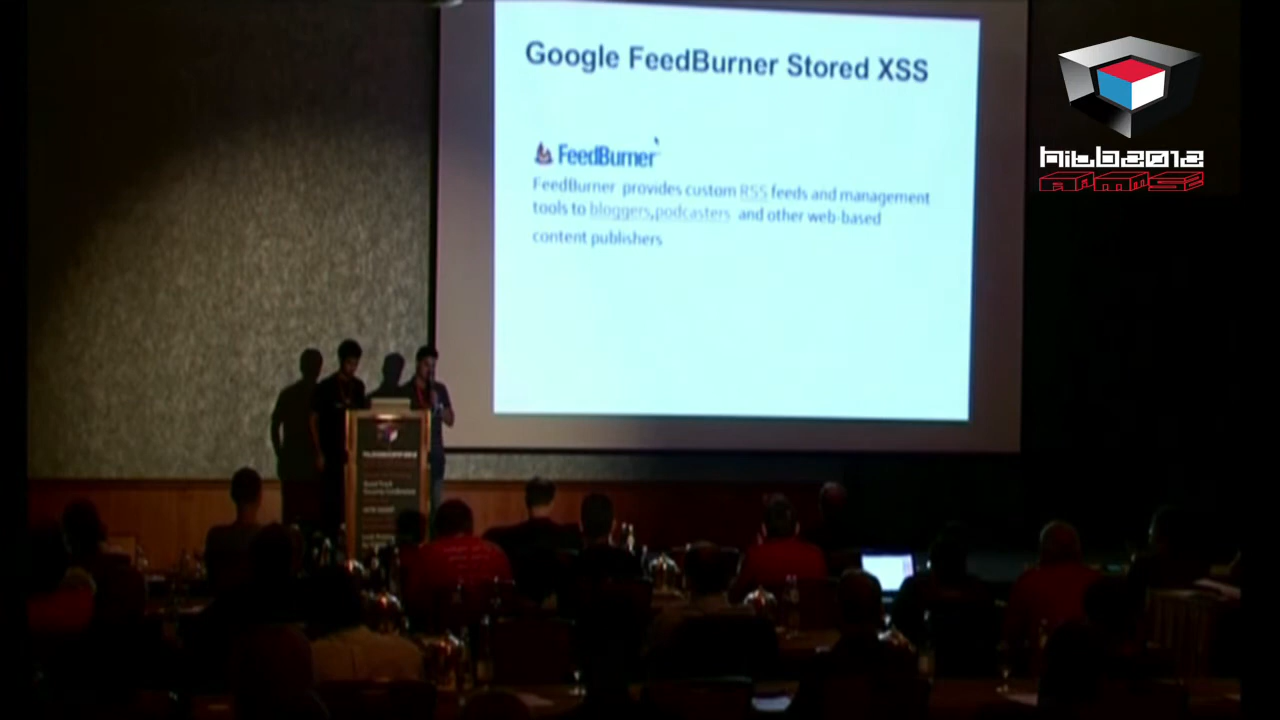 Google FeedBurner Stored XSS
FeedBurner
FeedBurner provides custom RSS feeds and management
tools to bloggers,podcasters and other web-based
content publishers
hitb2012
ams